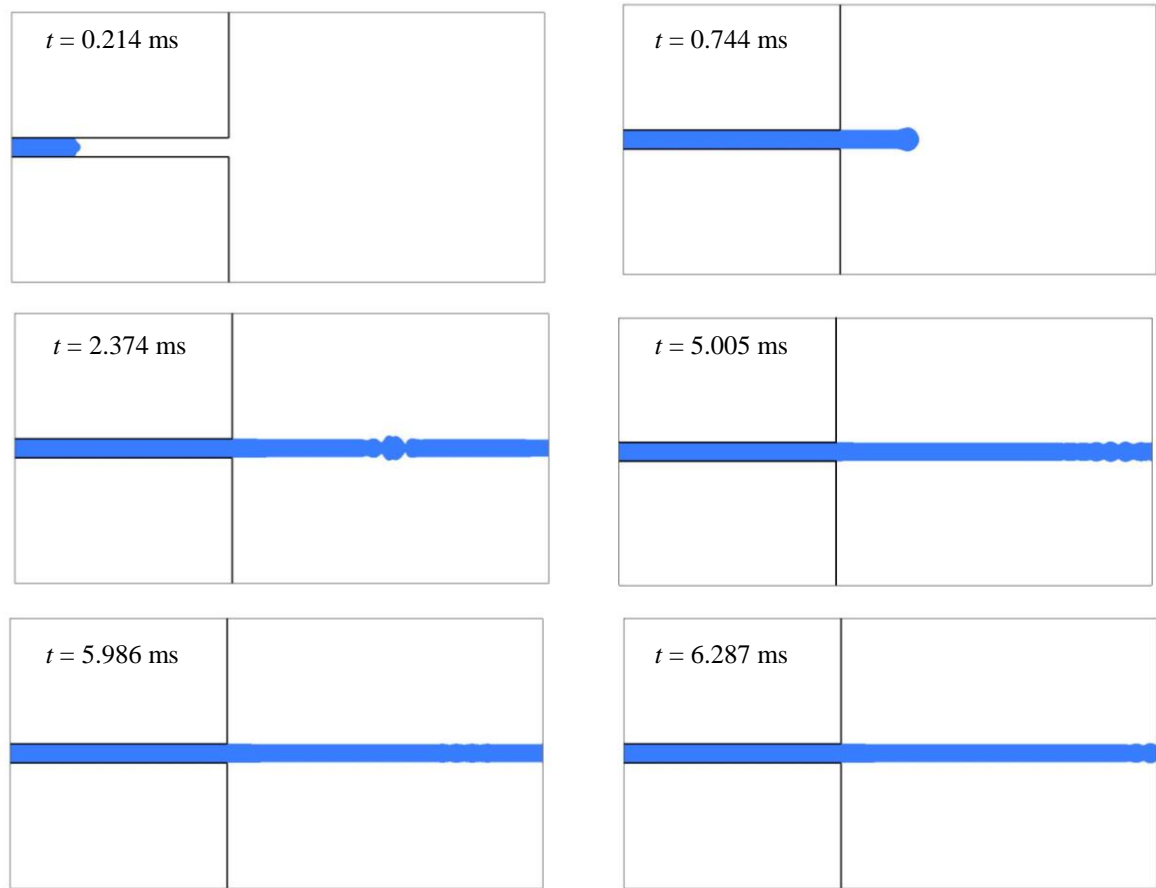 t = 0.214 ms
t = 0.744 ms
t = 2.374 ms
t = 5.005 ms
t = 5.986 ms
t = 6.287 ms